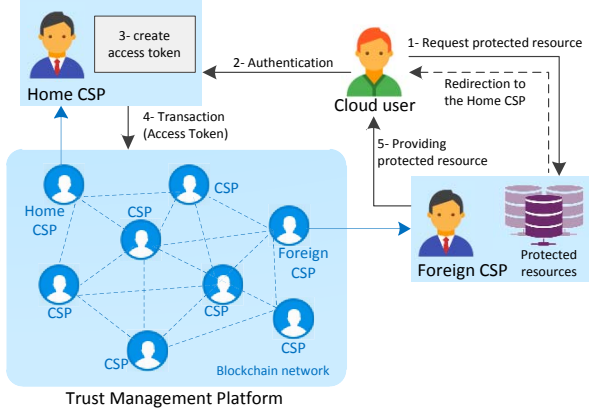 3- create
access token
Home CSP
1- Request protected resource
2- Authentication
Cloud user
Redirection to
the Home CSP
4- Transaction
(Access Token)
5- Providing
protected resource
Home
CSP
CSP
CSP
Foreign
CSP
Foreign CSP
Protected
resources
CSP
CSP
CSP
CSP
Blockchain network
Trust Management Platform